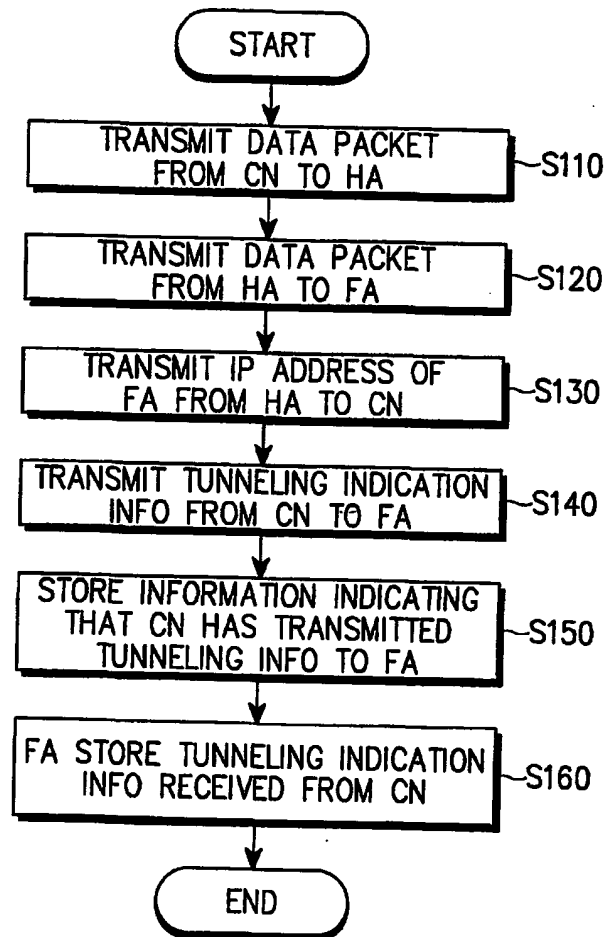 START
TRANSMIT DATA PACKET
FROM CN TO HA
S110
TRANSMIT DATA PACKET
FROM HA TO FA
S120
TRANSMIT IP ADDRESS OF
FA FROM HA TO CN
S130
TRANSMIT TUNNELING INDICATION
INFO FROM CN TO FA
S140
STORE INFORMATION INDICATING
THAT CN HAS TRANSMITTED
TUNNELING INFO TO FA
S150
FA STORE TUNNELING INDICATION
INFO RECEIVED FROM CN
S160
END